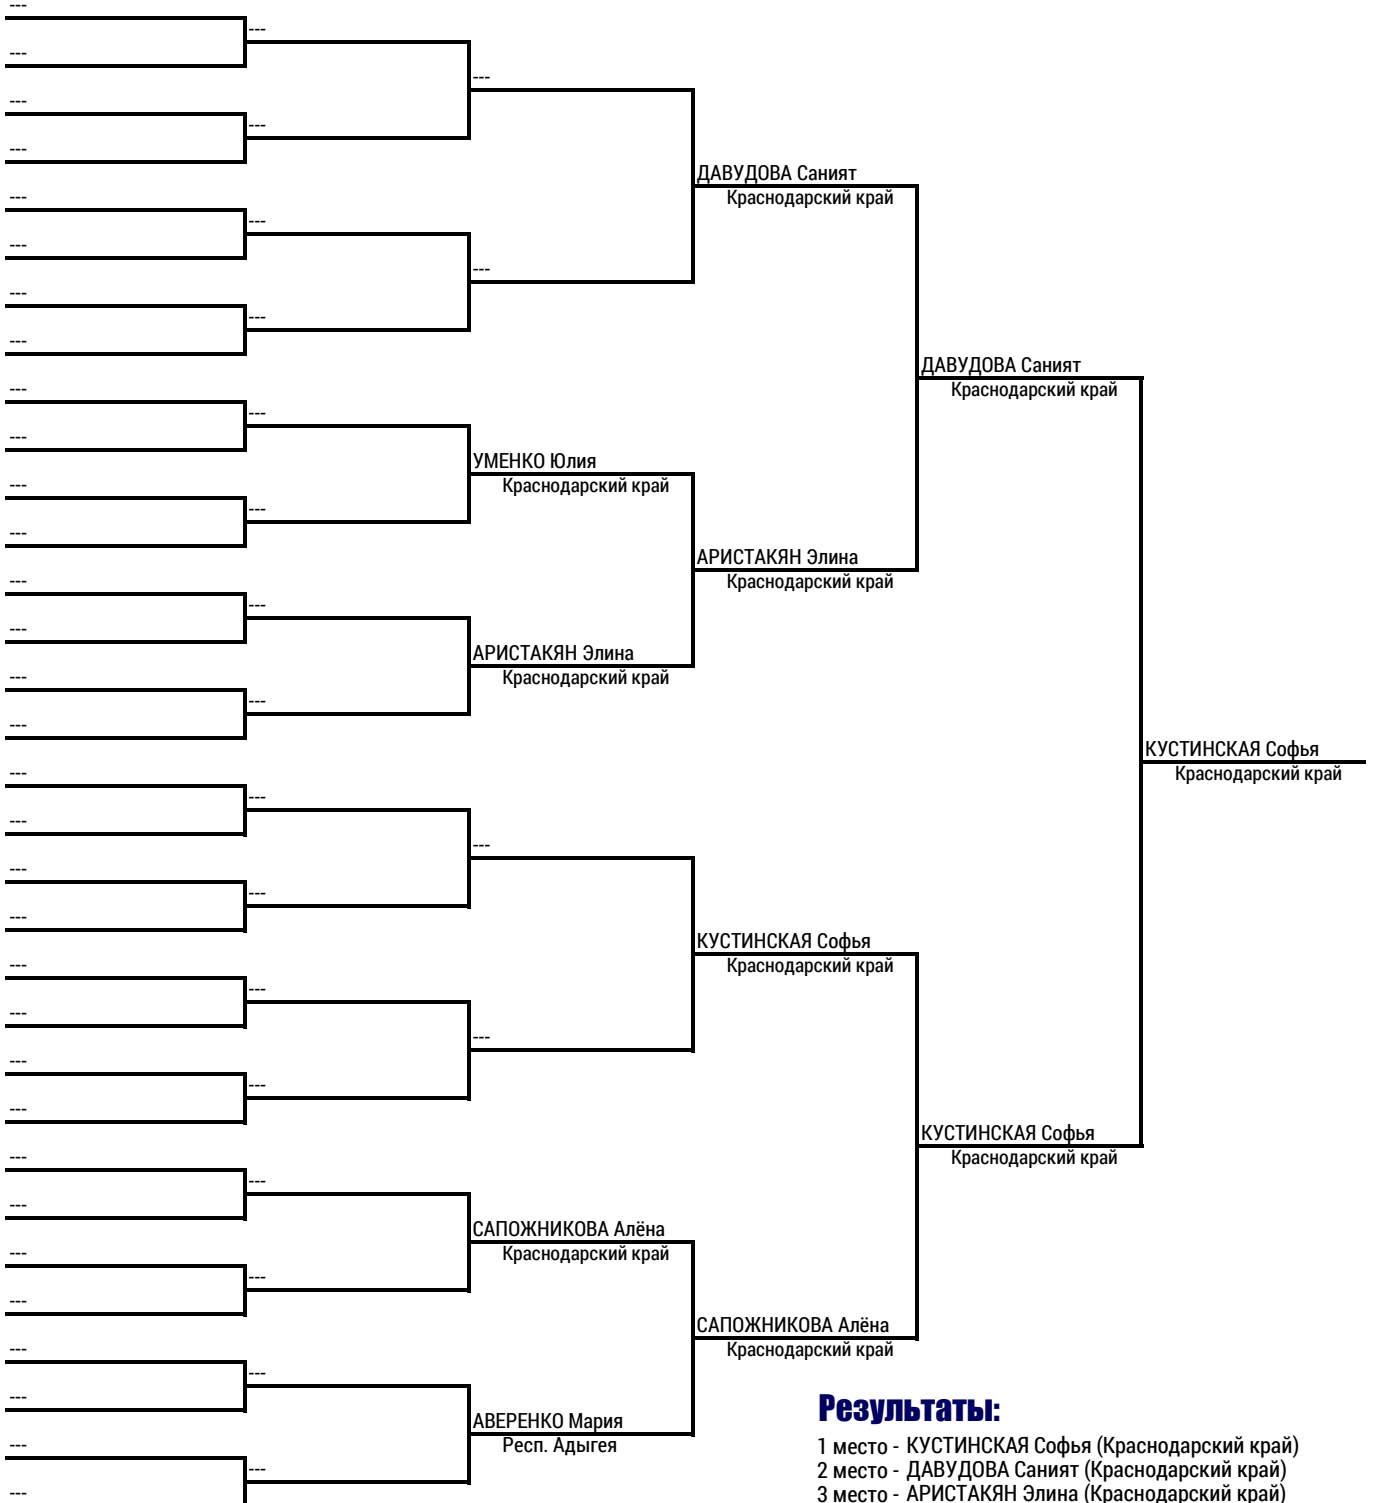 ---
---
---
---
---
---
---
---
---
---
---
---
ДАВУДОВА Саният
Краснодарский край
---
---
---
---
---
---
ДАВУДОВА Саният
Краснодарский край
---
---
---
УМЕНКО Юлия
Краснодарский край
---
---
---
АРИСТАКЯН Элина
Краснодарский край
---
---
---
АРИСТАКЯН Элина
Краснодарский край
---
---
---
КУСТИНСКАЯ Софья
Краснодарский край
---
---
---
---
---
---
---
КУСТИНСКАЯ Софья
Краснодарский край
---
---
---
---
---
---
---
КУСТИНСКАЯ Софья
Краснодарский край
---
---
---
САПОЖНИКОВА Алёна
Краснодарский край
---
---
---
САПОЖНИКОВА Алёна
Краснодарский край
---
---
---
АВЕРЕНКО Мария
Респ. Адыгея
---
---
---
Результаты:
1 место - КУСТИНСКАЯ Софья (Краснодарский край)
2 место - ДАВУДОВА Саният (Краснодарский край)
3 место - АРИСТАКЯН Элина (Краснодарский край)